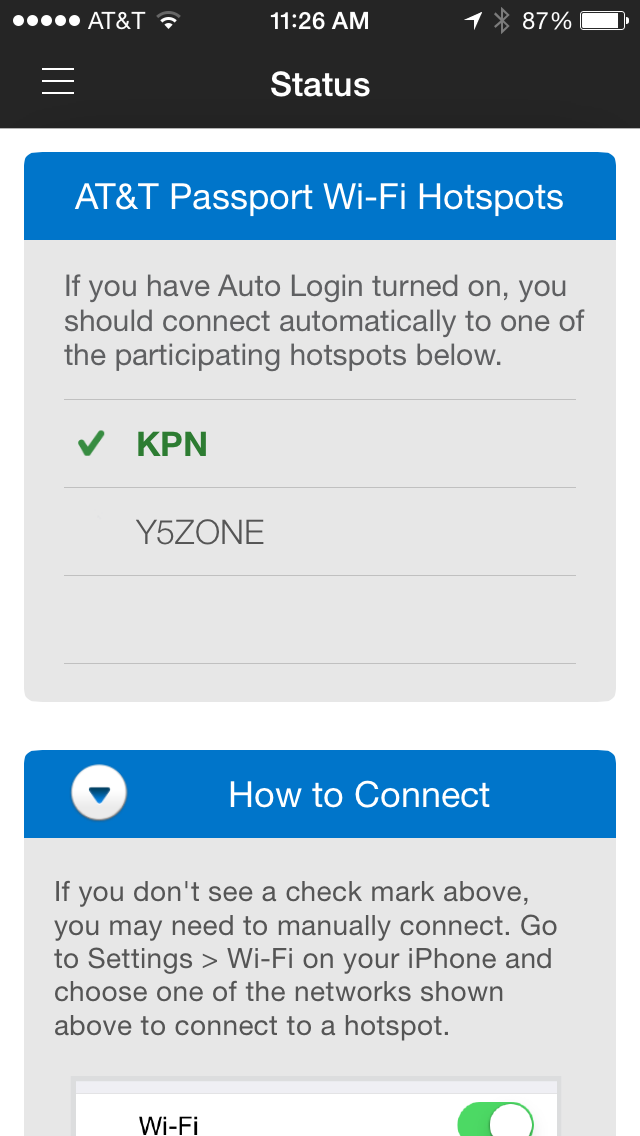 AT&T 11:26 AM 87%
Status
AT&T Passport Wi-Fi Hotspots
If you have Auto Login turned on, you
should connect automatically to one of
the participating hotspots below.
KPN
Y5ZONE
How to Connect
If you don't see a check mark above,
you may need to manually connect. Go
to Settings > Wi-Fi on your iPhone and
choose one of the networks shown
above to connect to a hotspot.
Wi-Fi